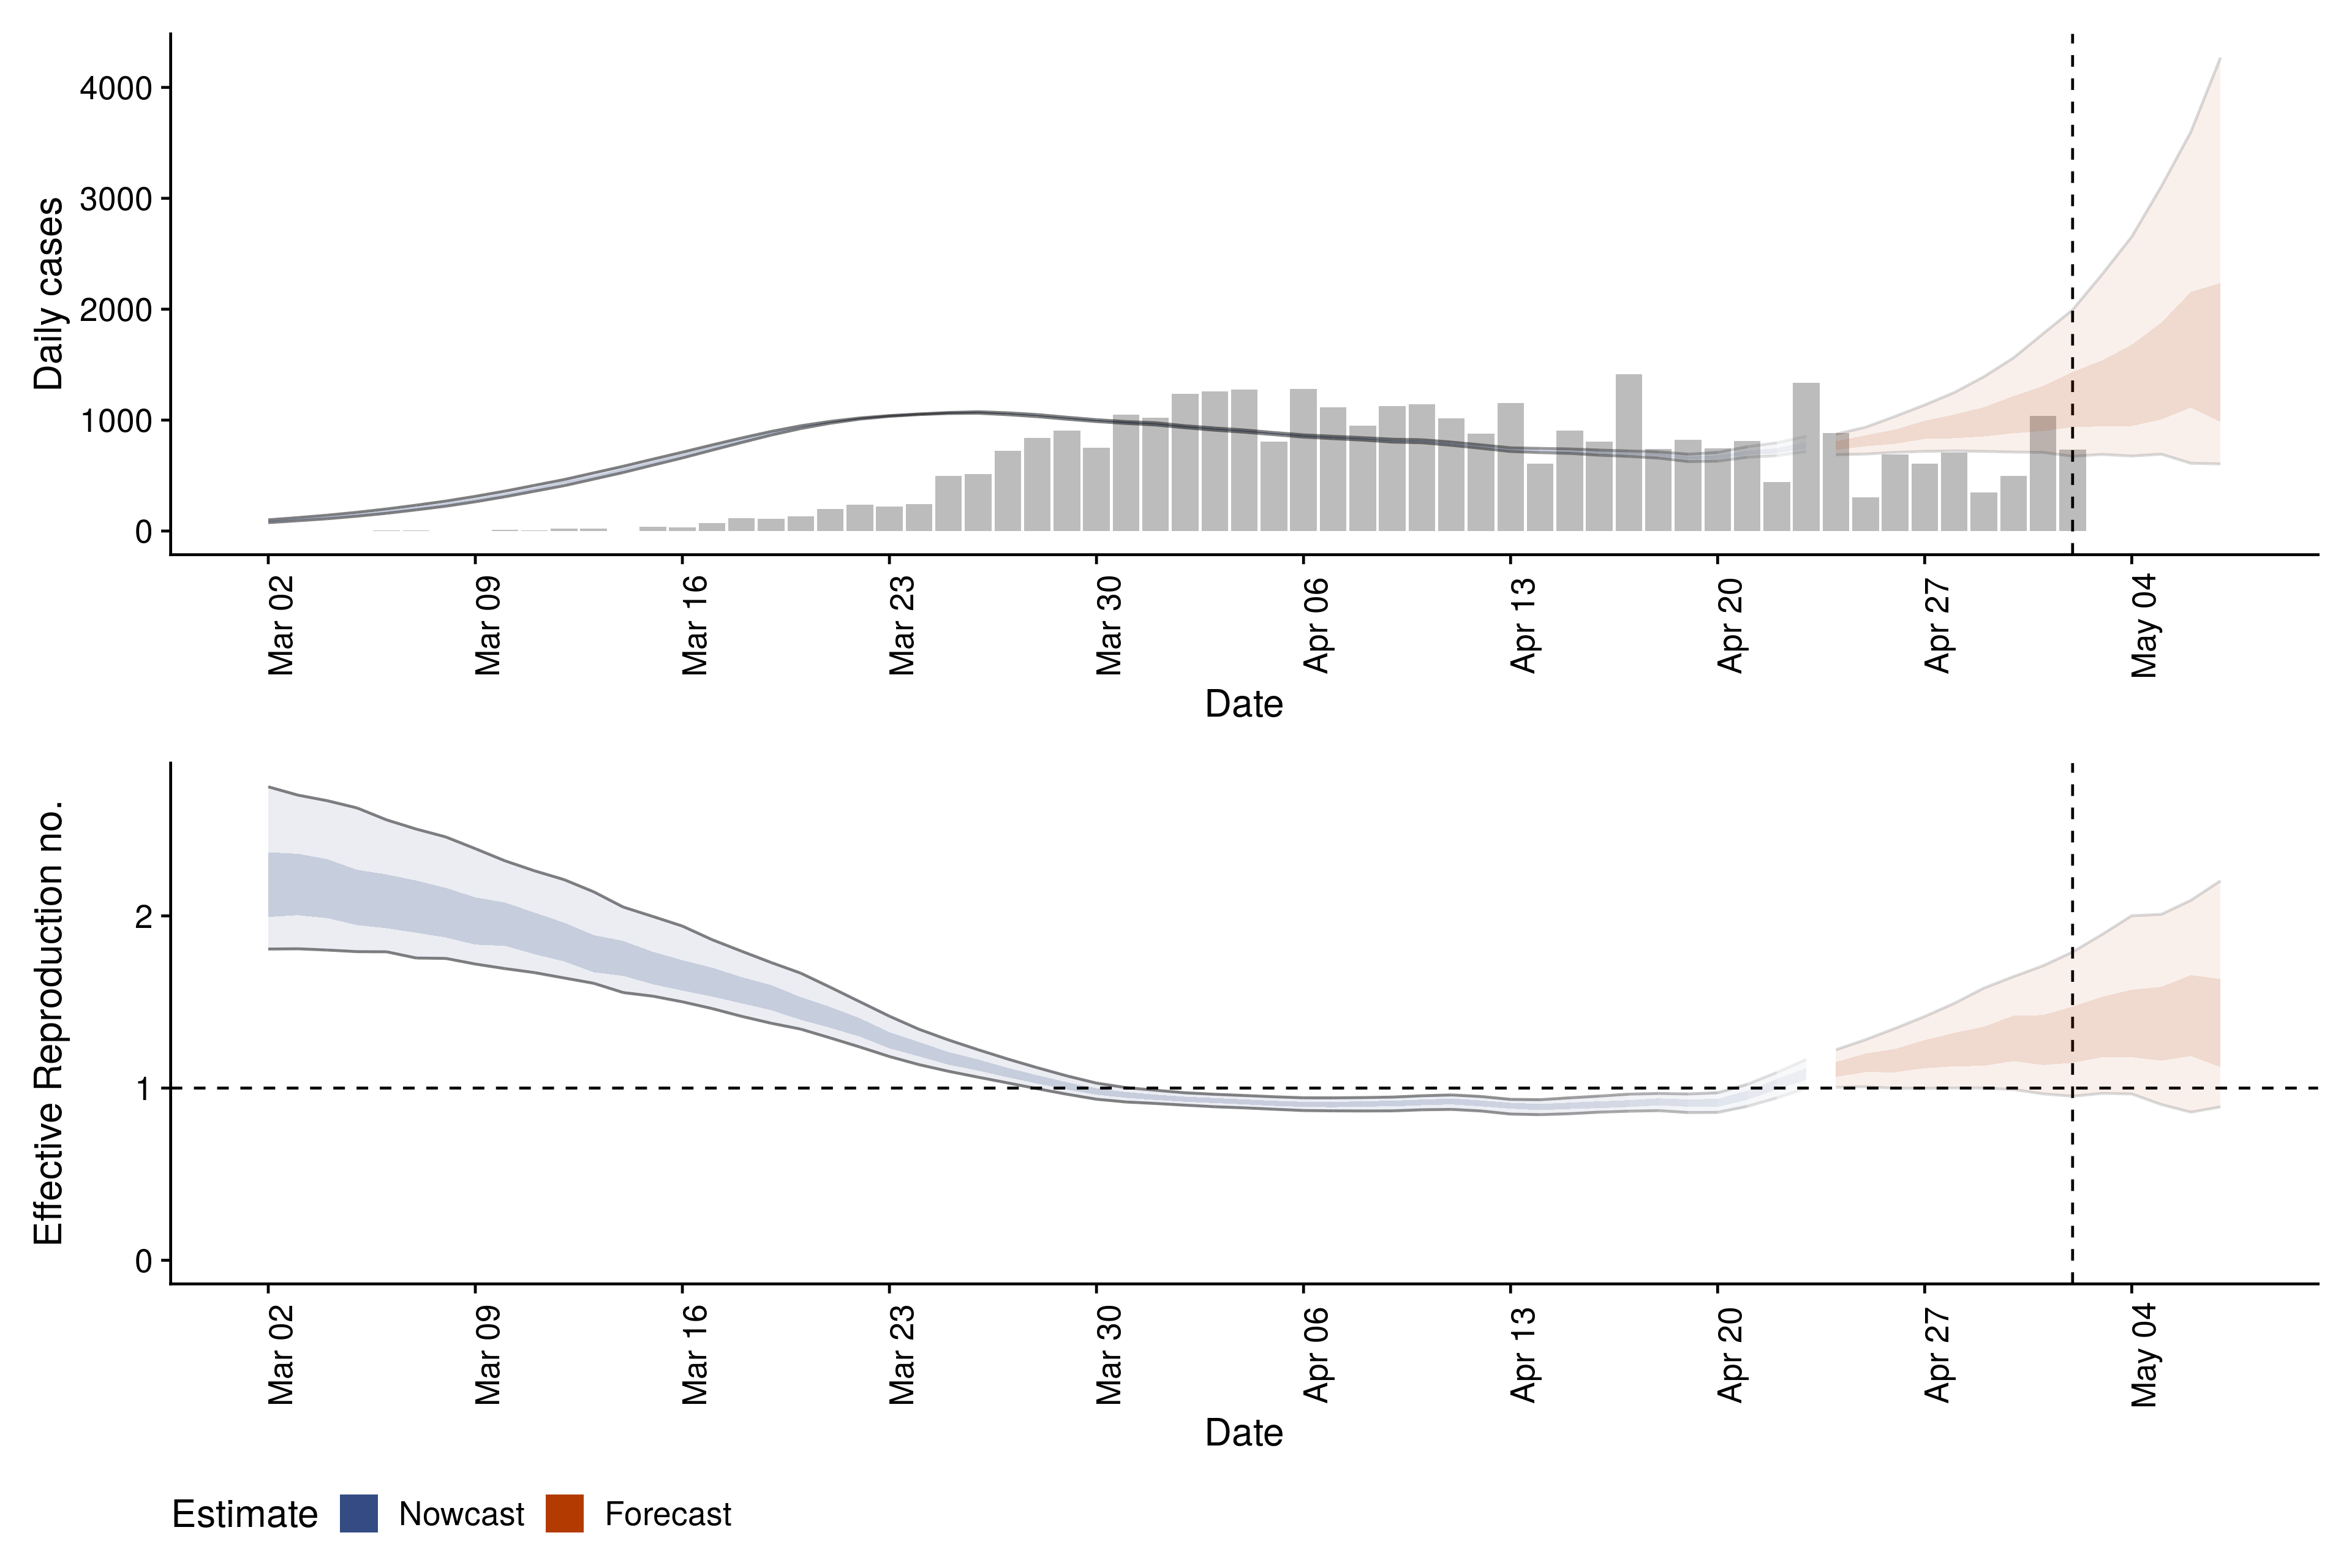 Daily cases
4000
3000
2000
1000
0
Mar 02
Mar 09
Mar 16
Mar 23
Mar 30
Apr 06
Apr 13
Apr 20
Apr 27
May 04
Date
Effective Reproduction no.
2
1
0
Mar 02
Mar 09
Mar 16
Mar 23
Mar 30
Apr 06
Apr 13
Apr 20
Apr 27
May 04
Date
Estimate Nowcast Forecast